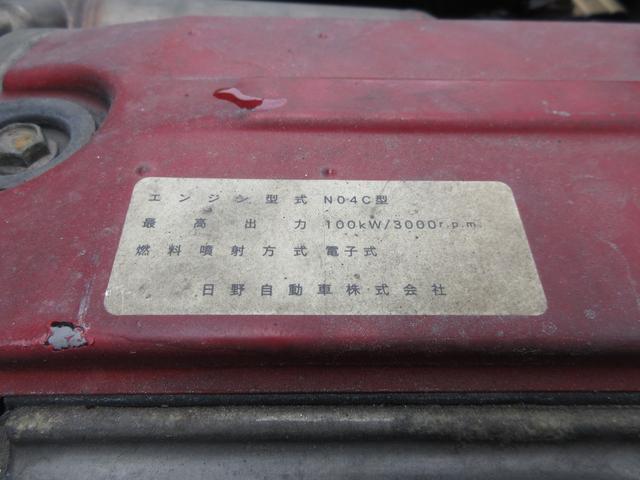 エンジン型式 N04C型
最高出力 100kW/3000r.p.m.
燃料噴射方式 電子式
日野自動車株式会社